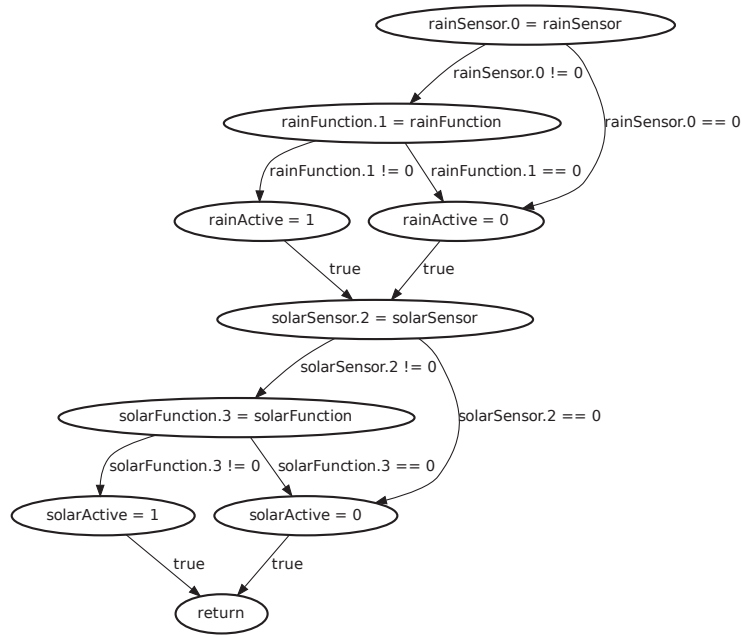 rainSensor.0 = rainSensor
rainSensor.0 != 0
rainFunction.1 = rainFunction
rainSensor.0 == 0
rainFunction.1 != 0
rainFunction.1 == 0
rainActive = 1
rainActive = 0
true
true
solarSensor.2 = solarSensor
solarSensor.2 != 0
solarFunction.3 = solarFunction
solarSensor.2 == 0
solarFunction.3 != 0
solarFunction.3 == 0
solarActive = 1
solarActive = 0
true
true
return